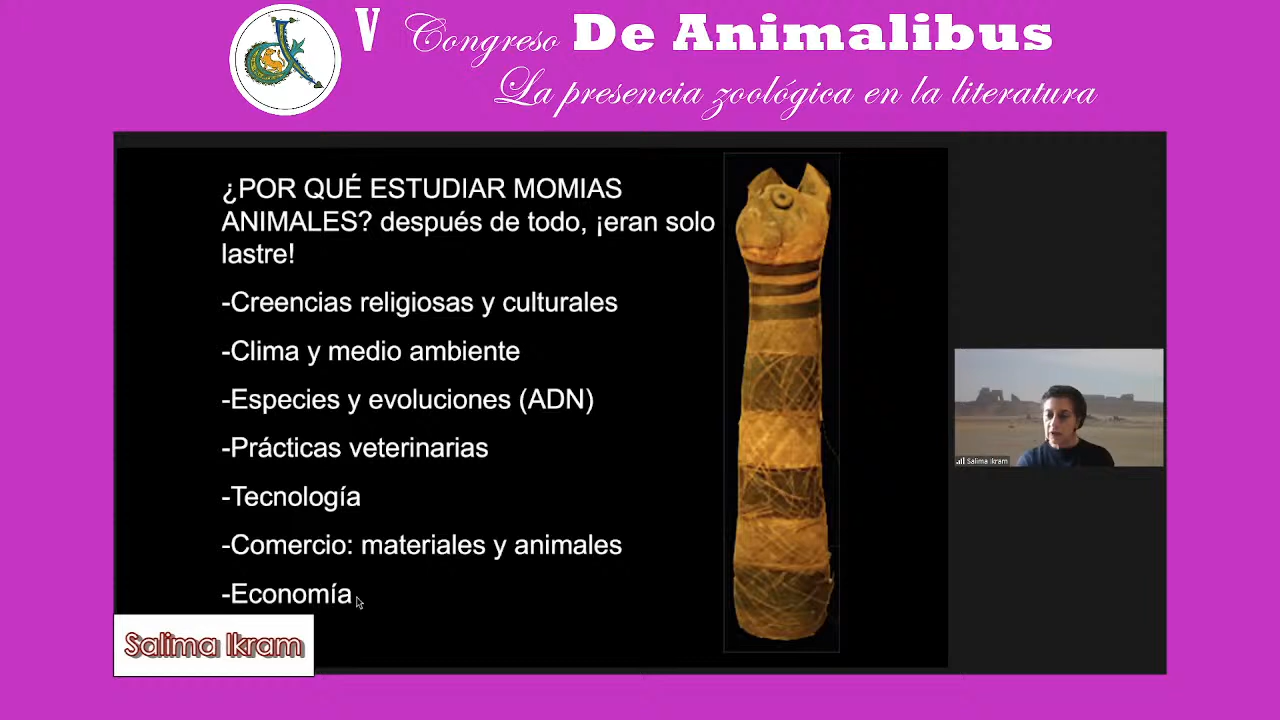 V Congreso De Animalibus
La presencia zoológica en la literatura
¿POR QUÉ ESTUDIAR MOMIAS
ANIMALES? después de todo, ¡eran solo
lastre!
-Creencias religiosas y culturales
-Clima y medio ambiente
-Especies y evoluciones (ADN)
-Prácticas veterinarias
-Tecnología
-Comercio: materiales y animales
-Economía
Salima Ikram
Salima Ikram